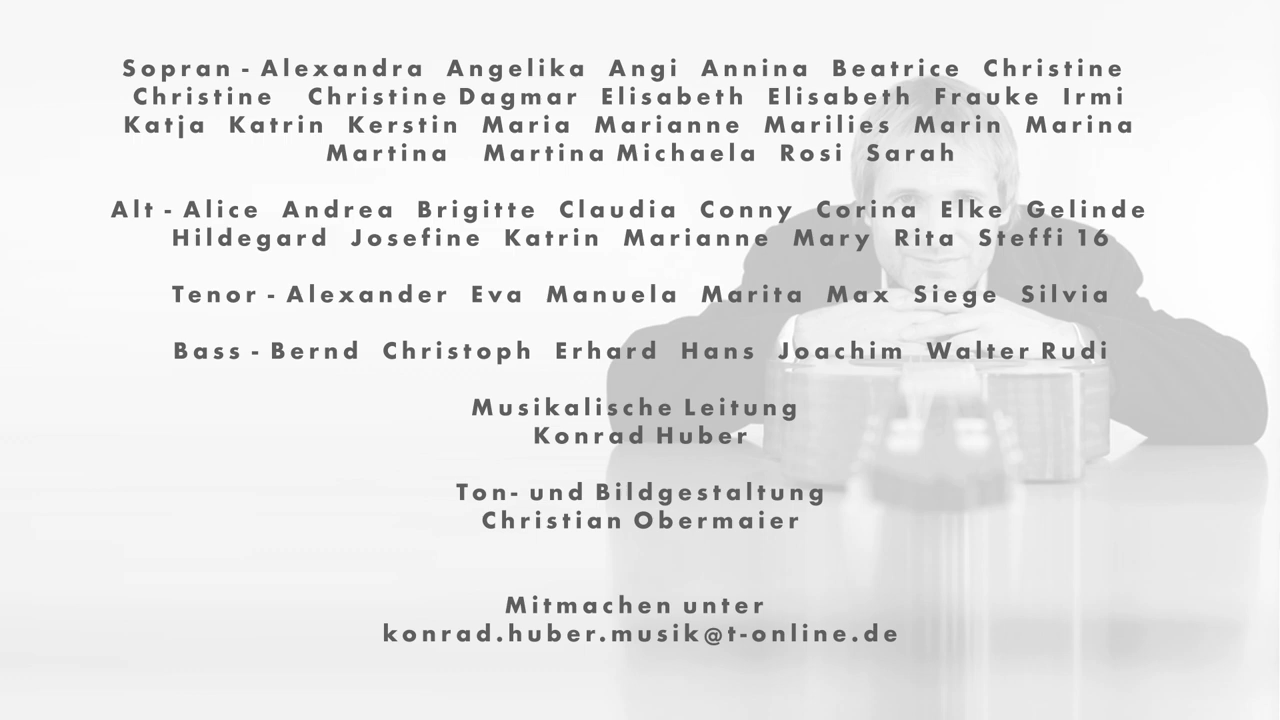 Sopran - Alexandra Angelika Angi Annina Beatrice Christine
Christine Christine Dagmar Elisabeth Elisabeth Frauke Irmi
Katja Katrin Kerstin Maria Marianne Marilies Marin Marina
Martina Martina Michaela Rosi Sarah
Alt - Alice Andrea Brigitte Claudia Conny Corina Elke Gelinde
Hildegard Josefine Katrin Marianne Mary Rita Steffi 16
Tenor - Alexander Eva Manuela Marita Max Siege Silvia
Bass - Bernd Christoph Erhard Hans Joachim Walter Rudi
Musikalische Leitung
Konrad Huber
Ton- und Bildgestaltung
Christian Obermaier
Mitmachen unter
konrad.huber.musik@t-online.de